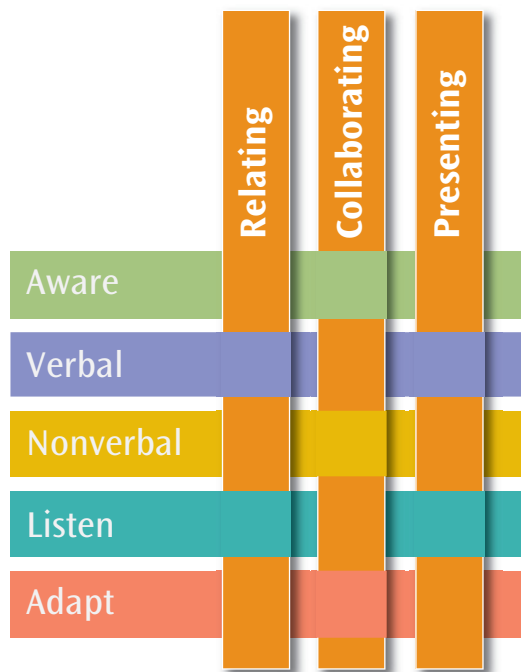 Relating
Collaborating
Presenting
Aware
Verbal
Nonverbal
Listen
Adapt